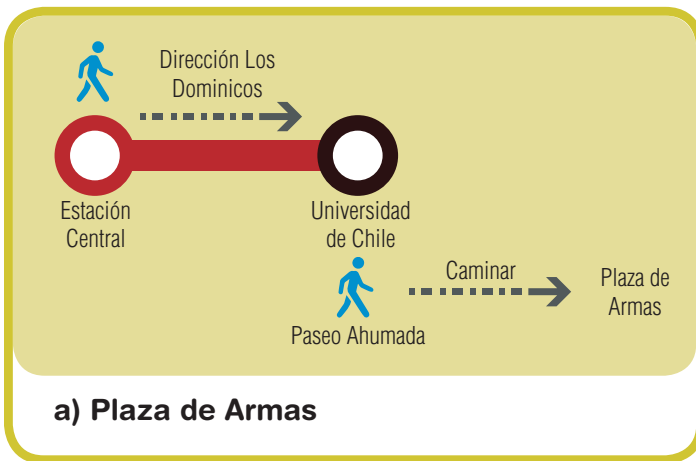 Dirección Los
Dominicos
Estación
Central
Universidad
de Chile
Caminar
Plaza de
Armas
Paseo Ahumada
a) Plaza de Armas